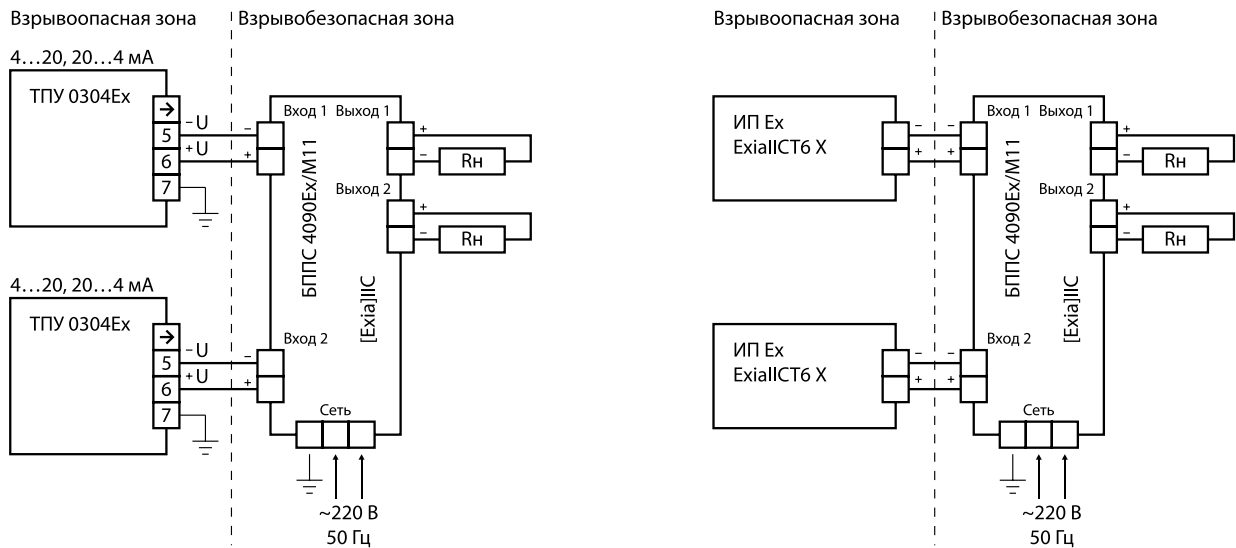 Взрывоопасная зона
Взрывобезопасная зона
4…20, 20…4 мА
ТПУ 0304Ex
→
5
6
7
– U
+ U
–
+
Вход 1
Выход 1
+
–
Rн
Выход 2
+
–
Rн
БППС 4090Ex/М11
[Exia]IIC
4…20, 20…4 мА
ТПУ 0304Ex
→
5
6
7
– U
+ U
–
+
Вход 2
Сеть
~220 В
50 Гц
Взрывоопасная зона
Взрывобезопасная зона
ИП Ex
ExiaIICT6 X
– –
+ +
Вход 1
Выход 1
+
–
Rн
Выход 2
+
–
Rн
БППС 4090Ex/М11
[Exia]IIC
ИП Ex
ExiaIICT6 X
– –
+ +
Вход 2
Сеть
~220 В
50 Гц